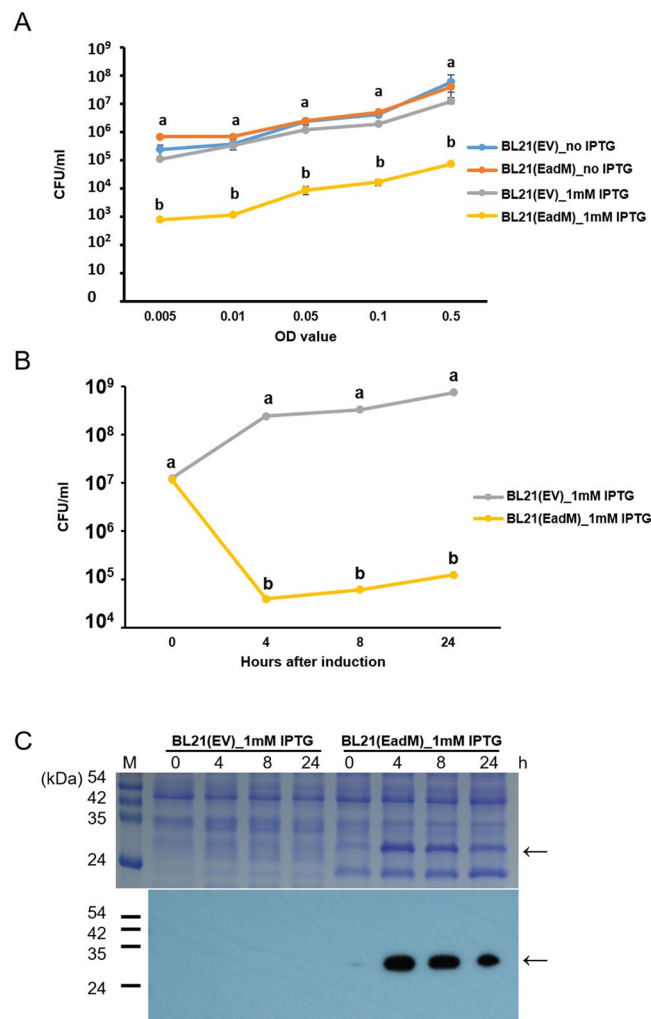 A
10⁹
10⁸
10⁷
10⁶
10⁵
10⁴
10³
10²
10
0
CFU/ml
a a a a a
b b b b b
0.005 0.01 0.05 0.1 0.5
OD value
BL21(EV)_no IPTG
BL21(EadM)_no IPTG
BL21(EV)_1mM IPTG
BL21(EadM)_1mM IPTG
B
10⁹
10⁸
10⁷
10⁶
10⁵
10⁴
CFU/ml
a a a a
b b b
0 4 8 24
Hours after induction
BL21(EV)_1mM IPTG
BL21(EadM)_1mM IPTG
C
BL21(EV)_1mM IPTG BL21(EadM)_1mM IPTG
M 0 4 8 24 0 4 8 24 h
(kDa) 54
42
35
24
←
54
42
35
24
←